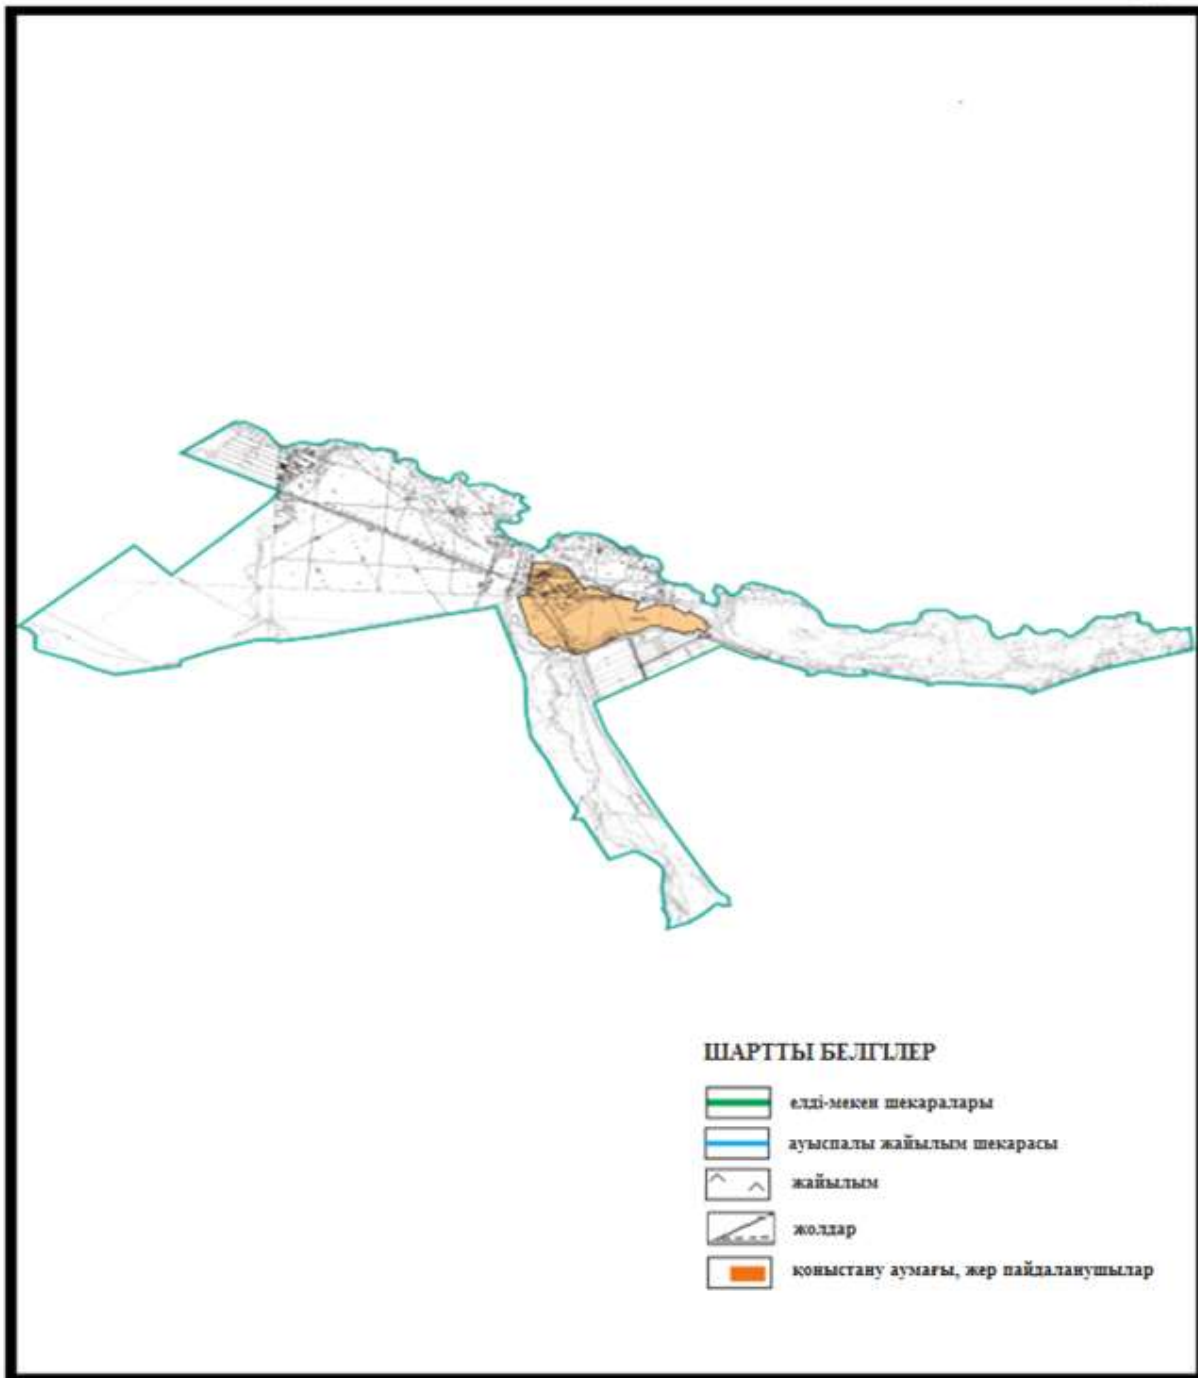 ШАРТТЫ БЕЛГІЛЕР
елді-мекен шекаралары
ауыспалы жайылым шекарасы
жайылым
жолдар
қоныстану аумағы, жер пайдаланушылар